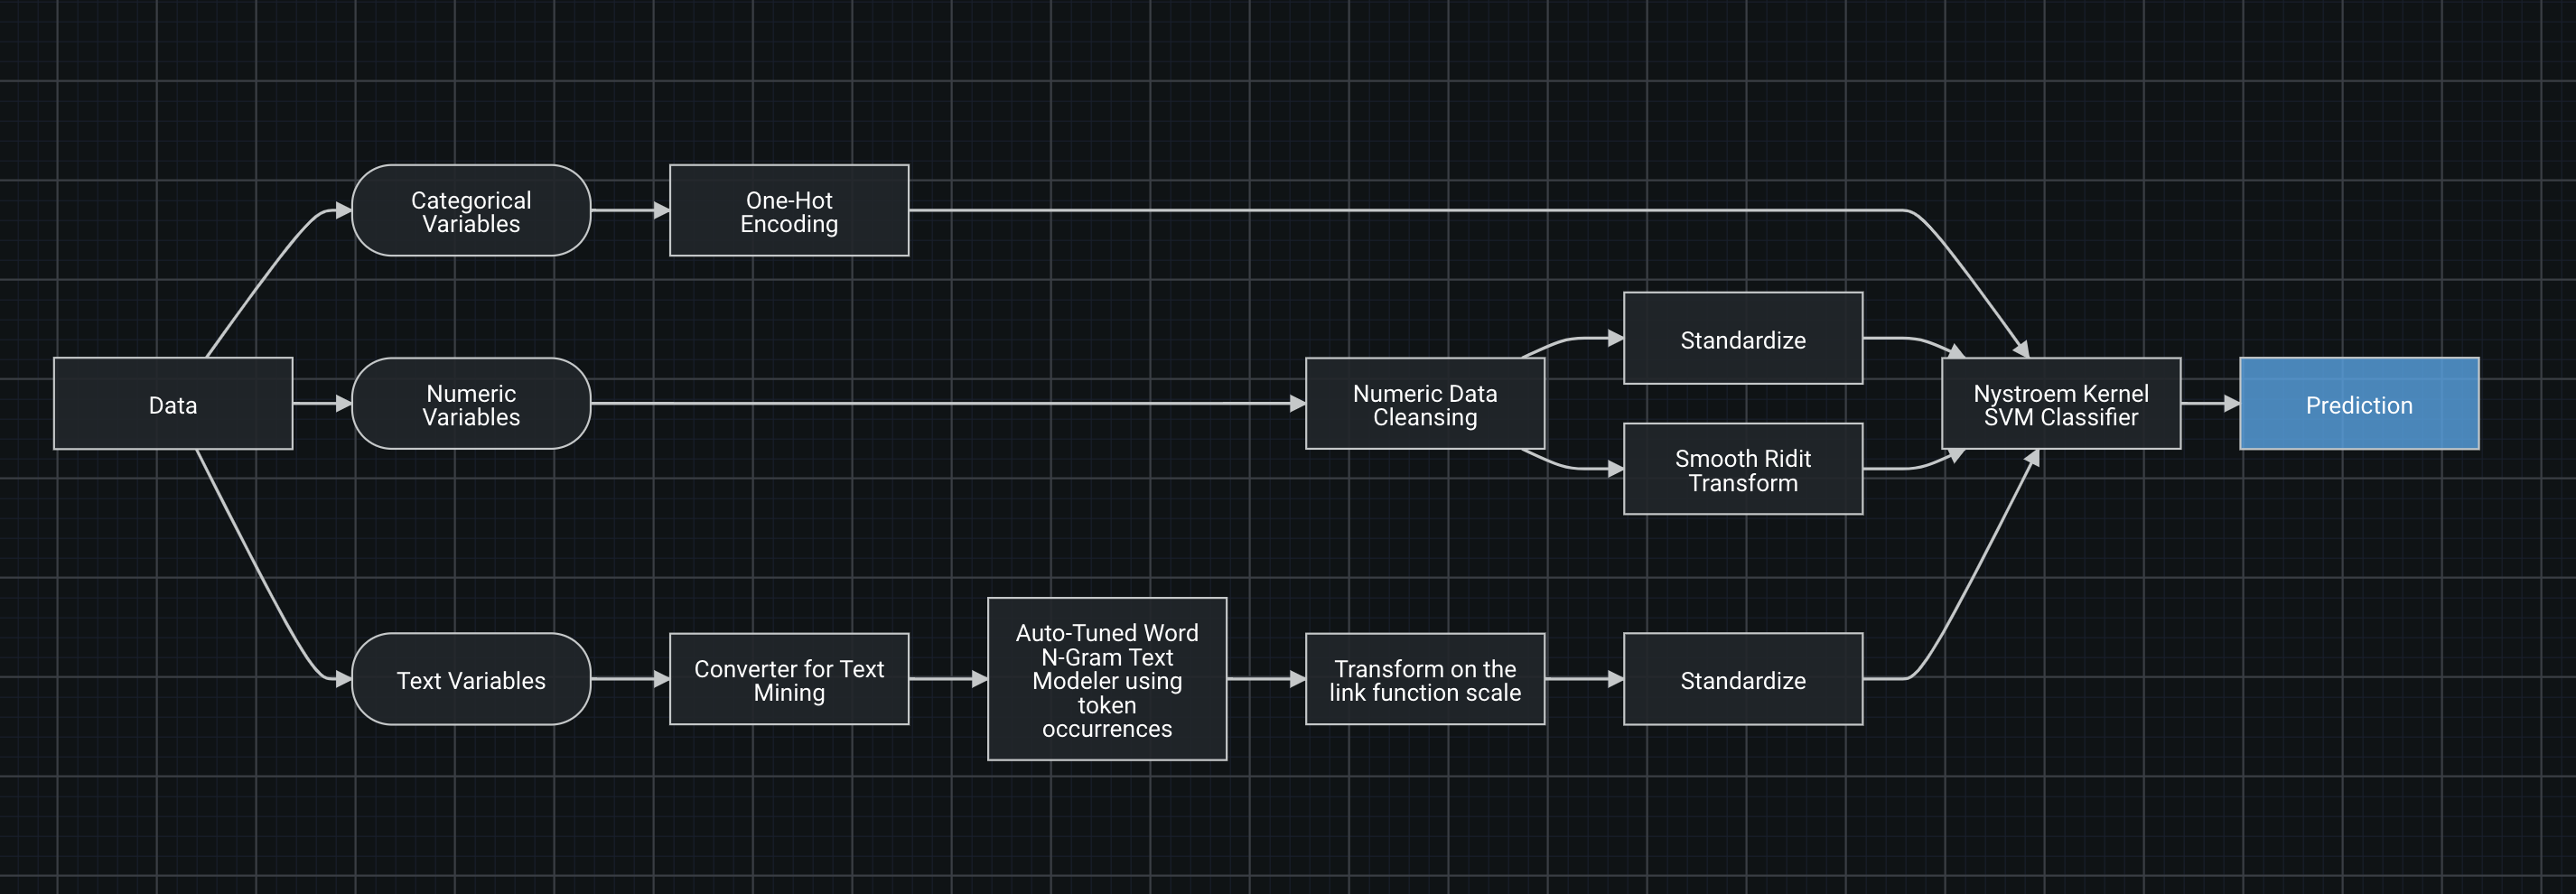 Categorical
Variables
One-Hot
Encoding
Data
Numeric
Variables
Numeric Data
Cleansing
Standardize
Smooth Ridit
Transform
Nystroem Kernel
SVM Classifier
Prediction
Text Variables
Converter for Text
Mining
Auto-Tuned Word
N-Gram Text
Modeler using
token
occurrences
Transform on the
link function scale
Standardize